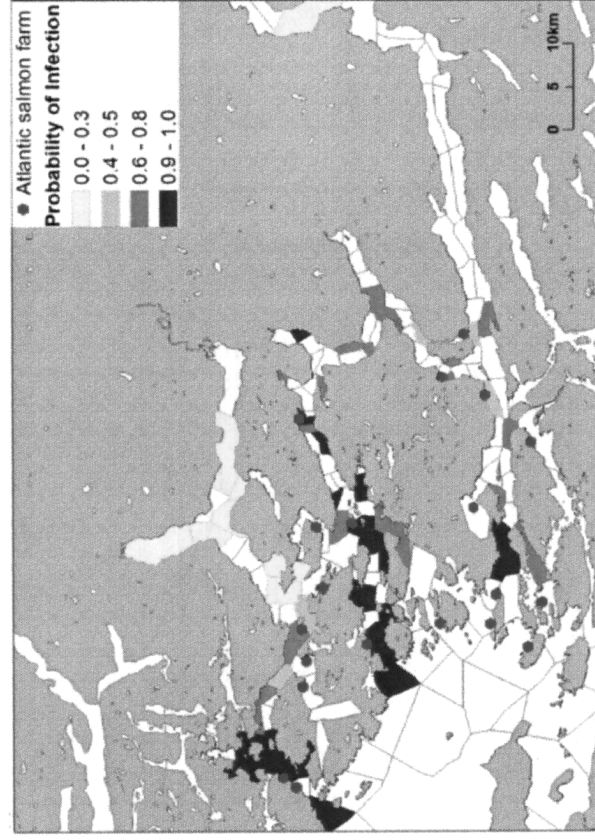 Atlantic salmon farm
Probability of Infection
0.0 - 0.3
0.4 - 0.5
0.6 - 0.8
0.9 - 1.0
0 5 10km